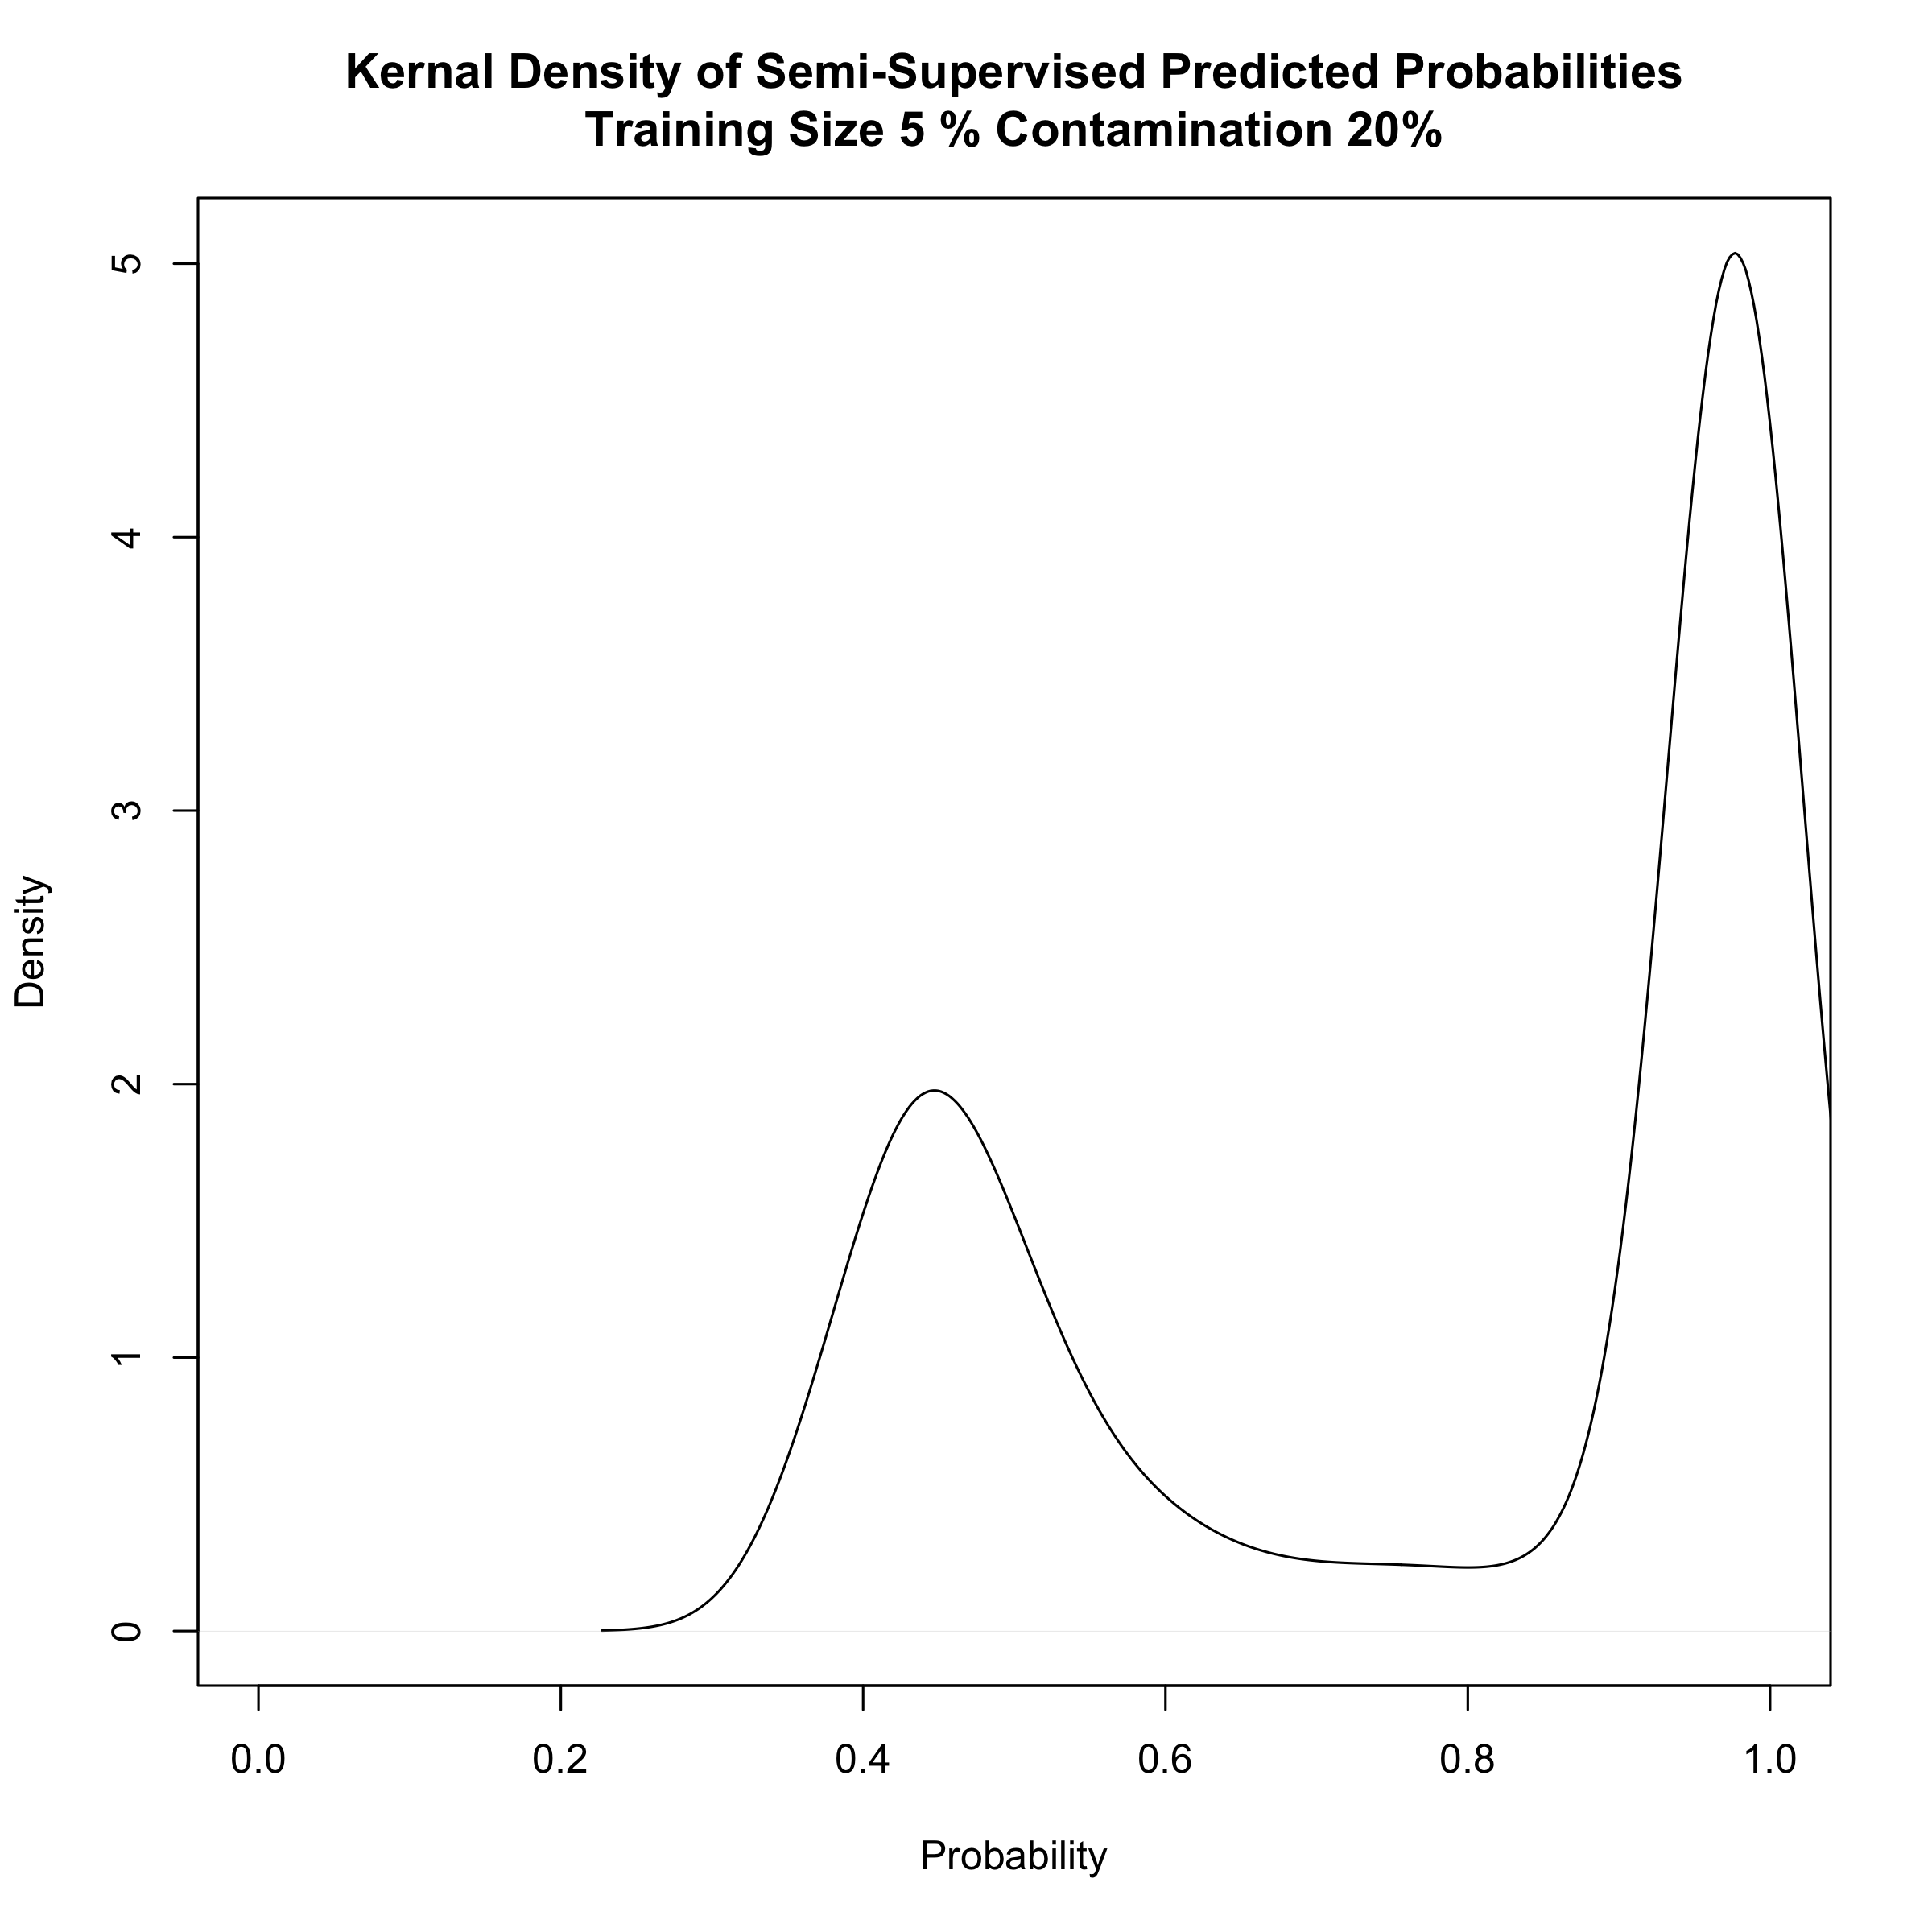 Kernal Density of Semi-Supervised Predicted Probabilities
Training Size 5 % Contamination 20%
5
4
3
2
1
0
Density
0.0 0.2 0.4 0.6 0.8 1.0
Probability